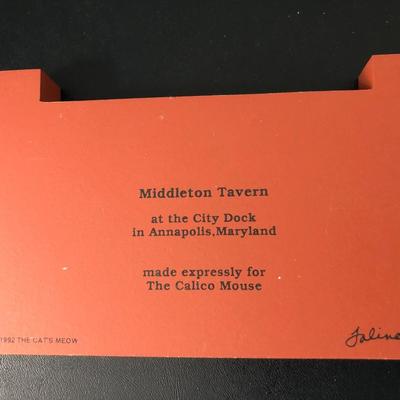 Middleton Tavern
at the City Dock
in Annapolis,Maryland
made expressly for
The Calico Mouse
1992 THE CAT'S MEOW
Faline